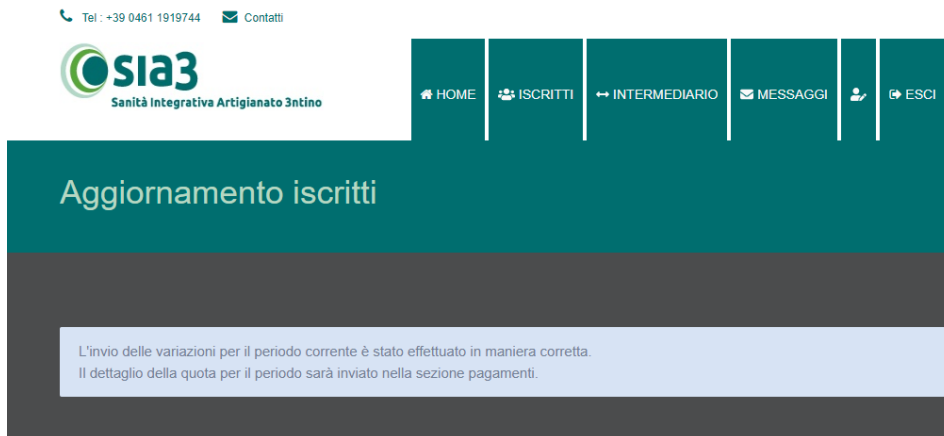 Tel : +39 0461 1919744 Contatti
sia3
Sanità Integrativa Artigianato 3ntino
HOME ISCRITTI INTERMEDIARIO MESSAGGI ESCI
Aggiornamento iscritti
L'invio delle variazioni per il periodo corrente è stato effettuato in maniera corretta.
Il dettaglio della quota per il periodo sarà inviato nella sezione pagamenti.